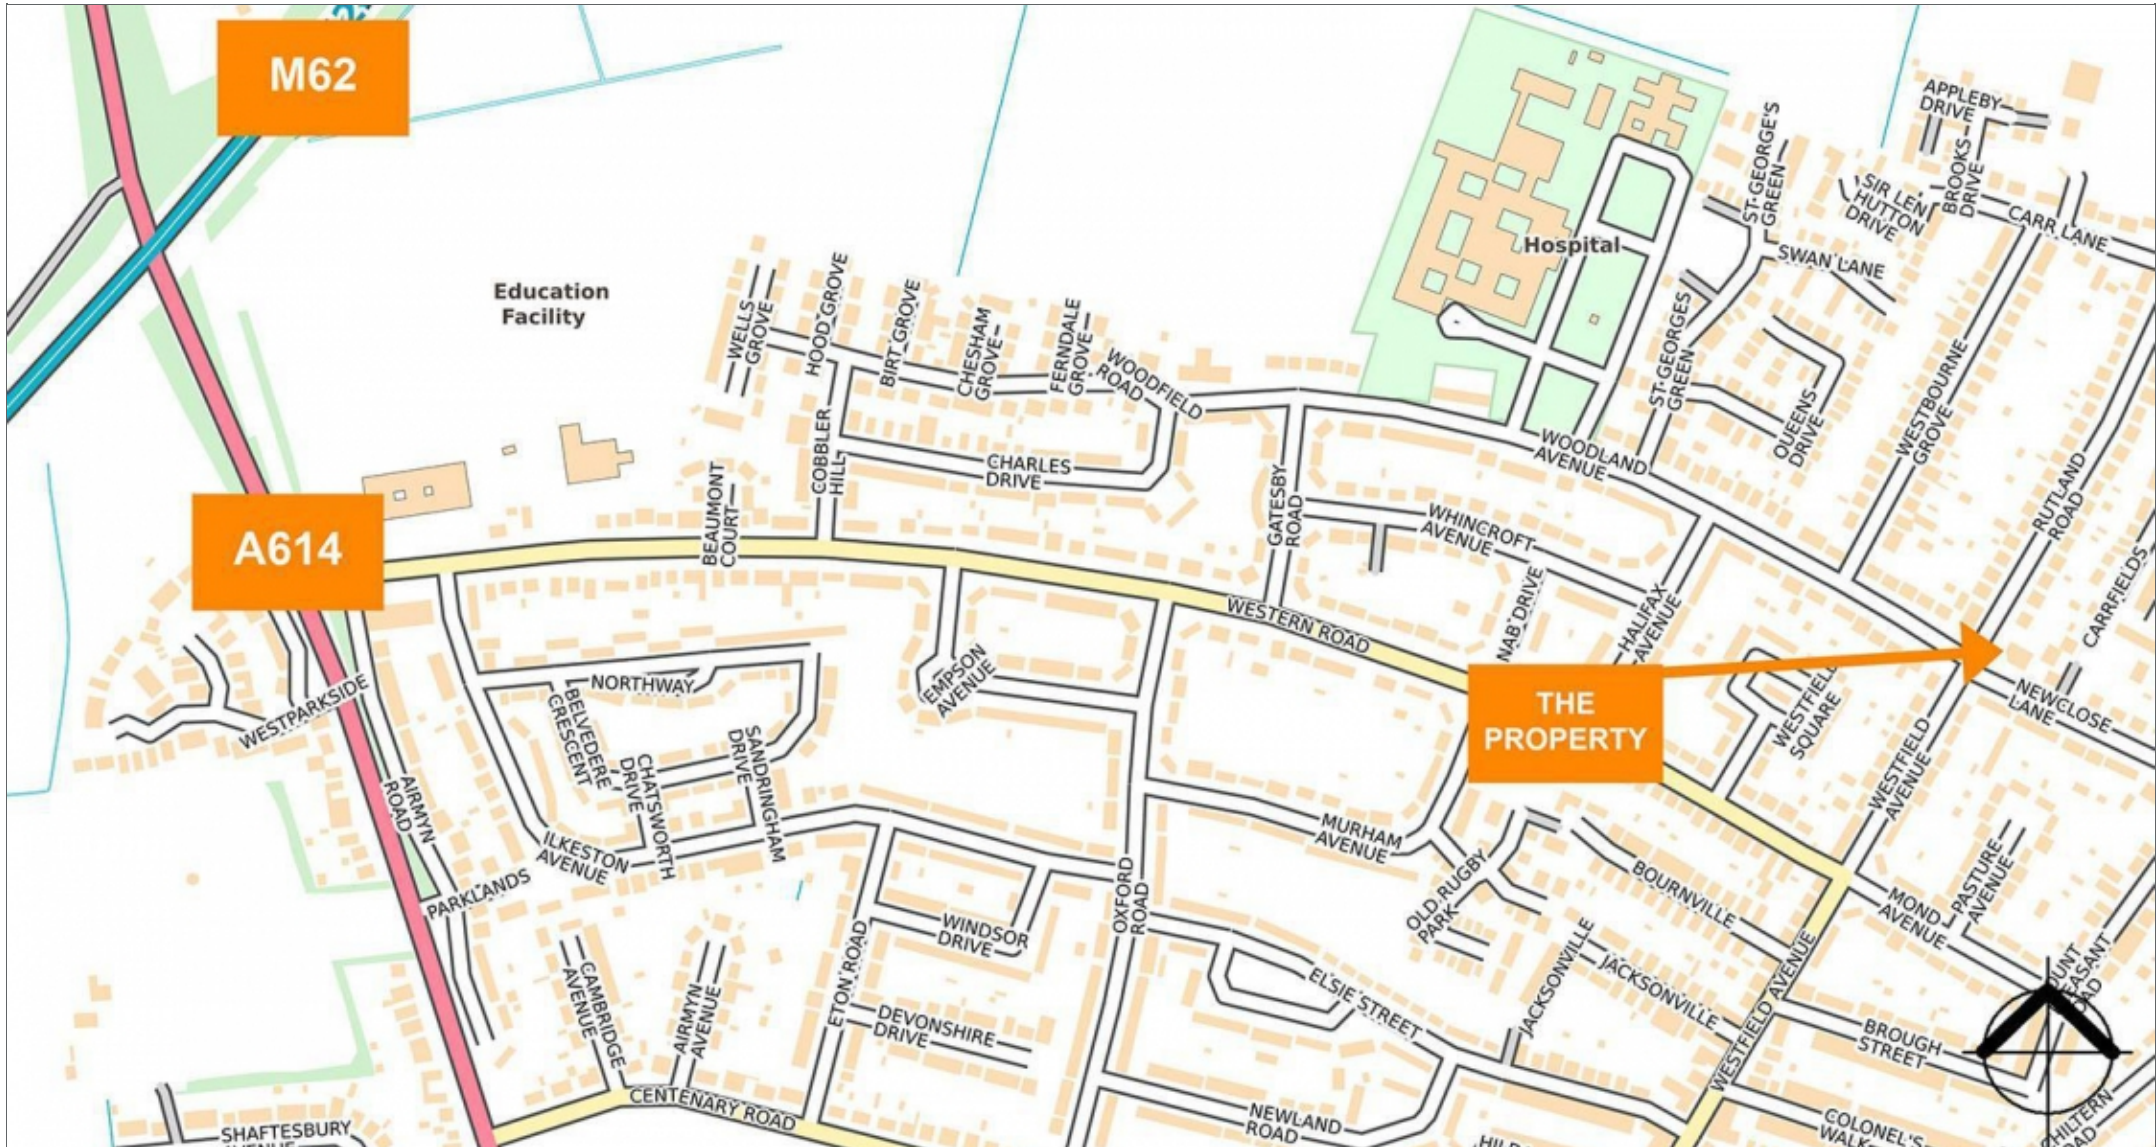 M62
APPLEBY
DRIVE
ST-GEORGE'S
GREEN
SIR LEN
HUTTON
DRIVE
BROOKS
DRIVE
CARR LANE
Hospital
SWAN LANE
Education
Facility
WELLS
GROVE
HOOD GROVE
BIRT GROVE
CHESHAM
GROVE
FERNDALE
GROVE
WOODFIELD
ROAD
ST-GEORGES
GREEN
QUEENS
DRIVE
WESTBOURNE
GROVE
RUTLAND
ROAD
COBBLER
HILL
CHARLES
DRIVE
WOODLAND
AVENUE
GATESBY
ROAD
WHINCROFT
AVENUE
BEAUMONT
COURT
A614
CARRFIELDS
WESTERN ROAD
NAB DRIVE
HALIFAX
AVENUE
THE
PROPERTY
WESTFIELD
SQUARE
NEWCLOSE
LANE
WESTPARKSIDE
NORTHWAY
BELVEDERE
CRESCENT
EMPSON
AVENUE
CHATSWORTH
DRIVE
SANDRINGHAM
DRIVE
AIRMYN
ROAD
ILKESTON
AVENUE
PARKLANDS
MURHAM
AVENUE
WESTFIELD
AVENUE
OLD RUGBY
PARK
BOURNVILLE
MOND
AVENUE
PASTURE
AVENUE
OXFORD
ROAD
WINDSOR
DRIVE
ETON ROAD
CAMBRIDGE
AVENUE
AIRMYN
AVENUE
DEVONSHIRE
DRIVE
ELSIE STREET
JACKSONVILLE
JACKSONVILLE
WESTFIELD AVENUE
BROUGH
STREET
CENTENARY ROAD
NEWLAND
ROAD
COLONEL'S
WALK
SHAFTESBURY
AVENUE